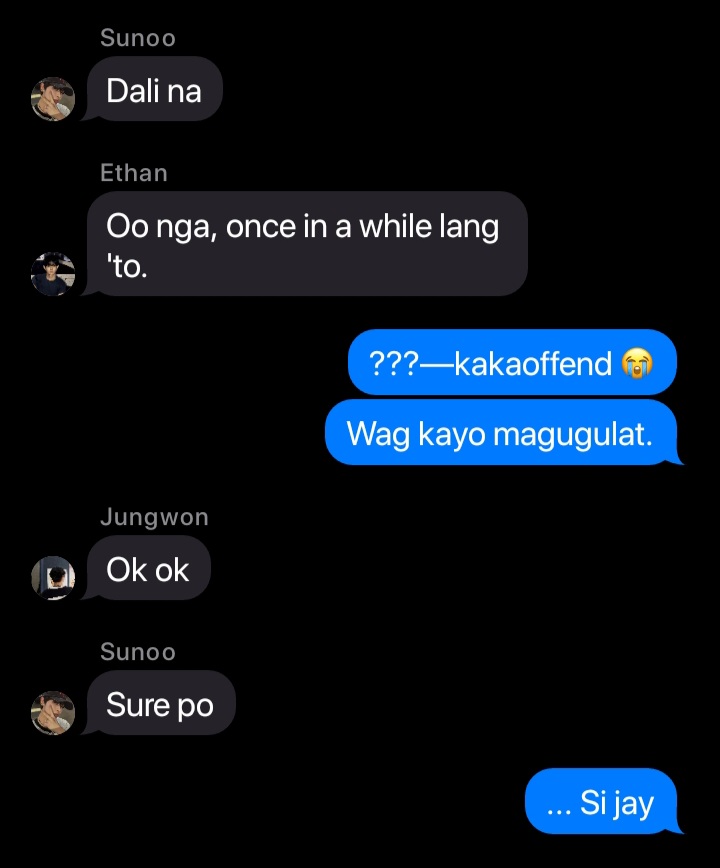 Sunoo
Dali na
Ethan
Oo nga, once in a while lang
'to.
???—kakaoffend 😭
Wag kayo magugulat.
Jungwon
Ok ok
Sunoo
Sure po
... Si jay